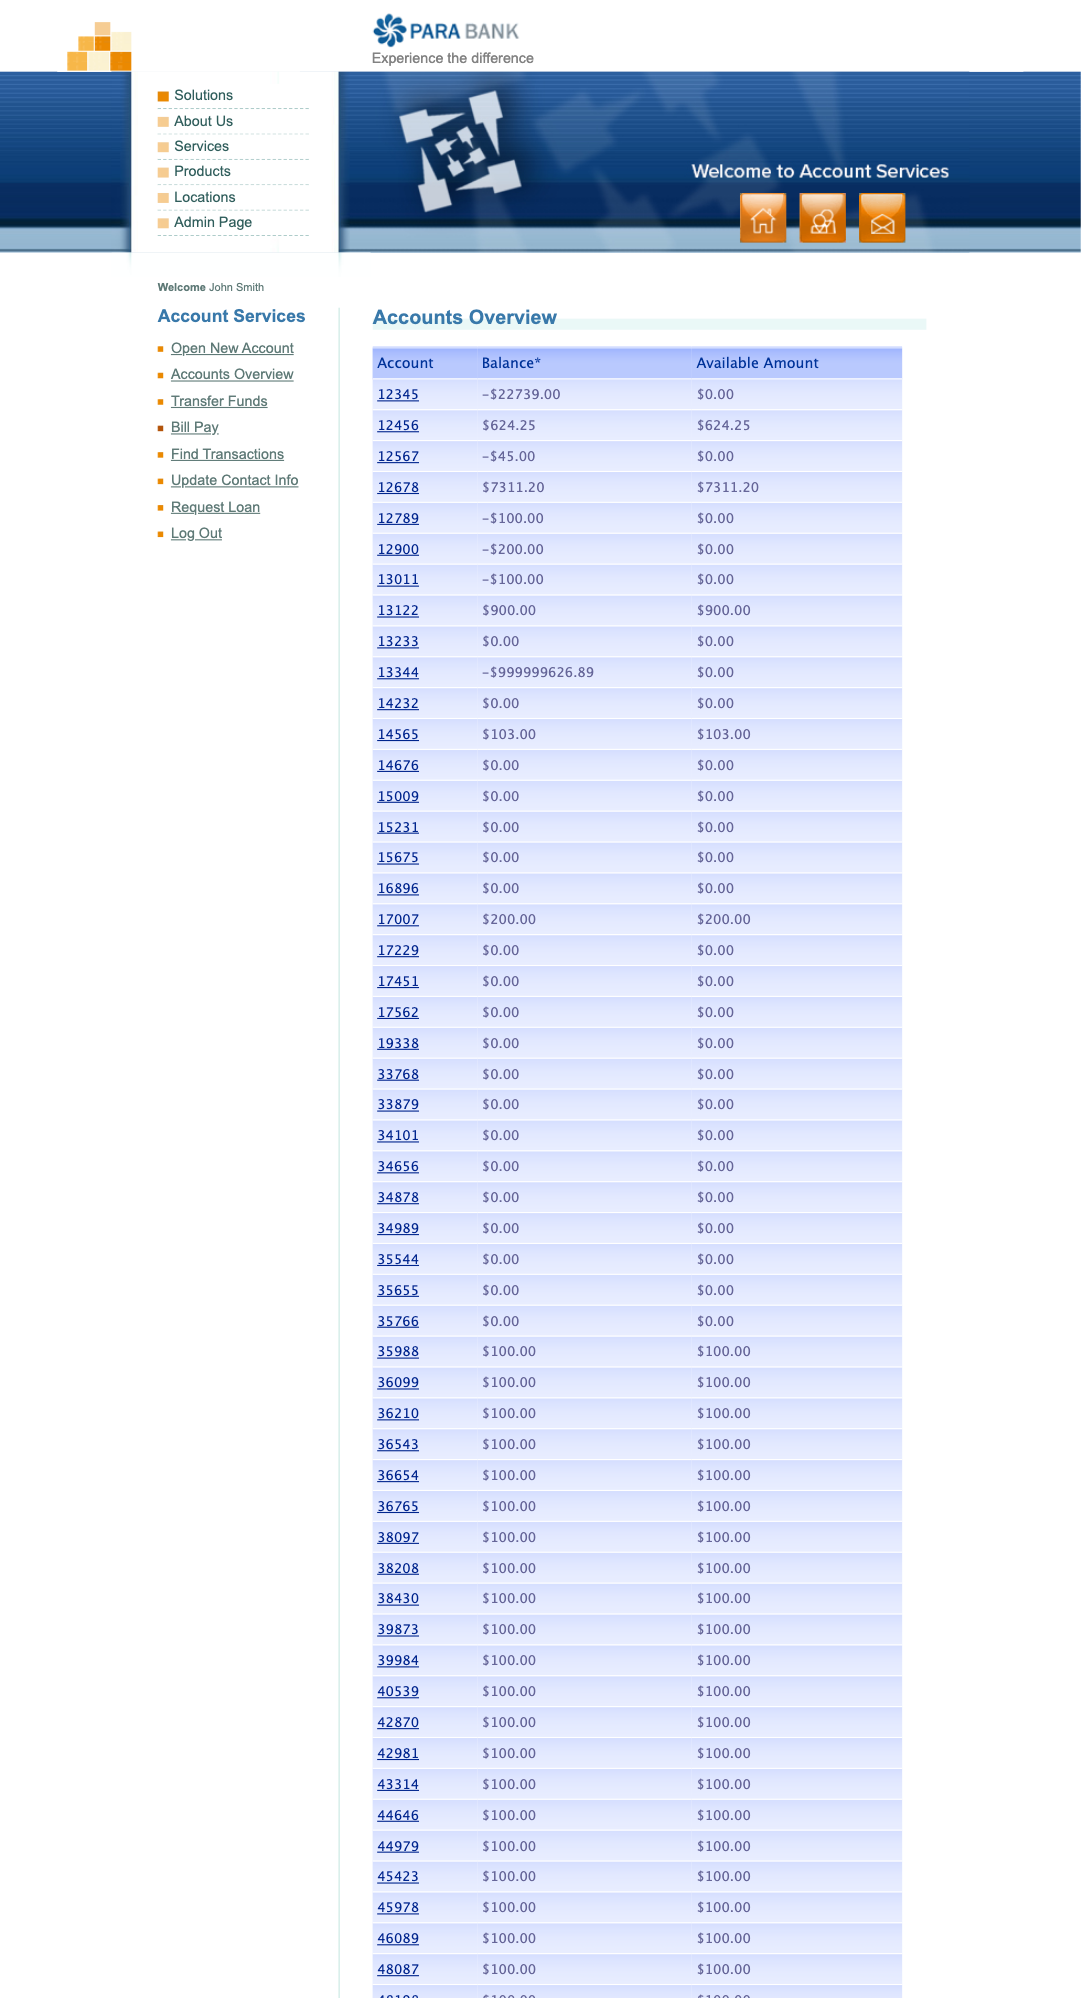 PARA BANK
Experience the difference
Solutions
About Us
Services
Products
Locations
Admin Page
Welcome to Account Services
Welcome John Smith
Account Services
Open New Account
Accounts Overview
Transfer Funds
Bill Pay
Find Transactions
Update Contact Info
Request Loan
Log Out
Accounts Overview
Account Balance* Available Amount
12345 -$22739.00 $0.00
12456 $624.25 $624.25
12567 -$45.00 $0.00
12678 $7311.20 $7311.20
12789 -$100.00 $0.00
12900 -$200.00 $0.00
13011 -$100.00 $0.00
13122 $900.00 $900.00
13233 $0.00 $0.00
13344 -$999999626.89 $0.00
14232 $0.00 $0.00
14565 $103.00 $103.00
14676 $0.00 $0.00
15009 $0.00 $0.00
15231 $0.00 $0.00
15675 $0.00 $0.00
16896 $0.00 $0.00
17007 $200.00 $200.00
17229 $0.00 $0.00
17451 $0.00 $0.00
17562 $0.00 $0.00
19338 $0.00 $0.00
33768 $0.00 $0.00
33879 $0.00 $0.00
34101 $0.00 $0.00
34656 $0.00 $0.00
34878 $0.00 $0.00
34989 $0.00 $0.00
35544 $0.00 $0.00
35655 $0.00 $0.00
35766 $0.00 $0.00
35988 $100.00 $100.00
36099 $100.00 $100.00
36210 $100.00 $100.00
36543 $100.00 $100.00
36654 $100.00 $100.00
36765 $100.00 $100.00
38097 $100.00 $100.00
38208 $100.00 $100.00
38430 $100.00 $100.00
39873 $100.00 $100.00
39984 $100.00 $100.00
40539 $100.00 $100.00
42870 $100.00 $100.00
42981 $100.00 $100.00
43314 $100.00 $100.00
44646 $100.00 $100.00
44979 $100.00 $100.00
45423 $100.00 $100.00
45978 $100.00 $100.00
46089 $100.00 $100.00
48087 $100.00 $100.00